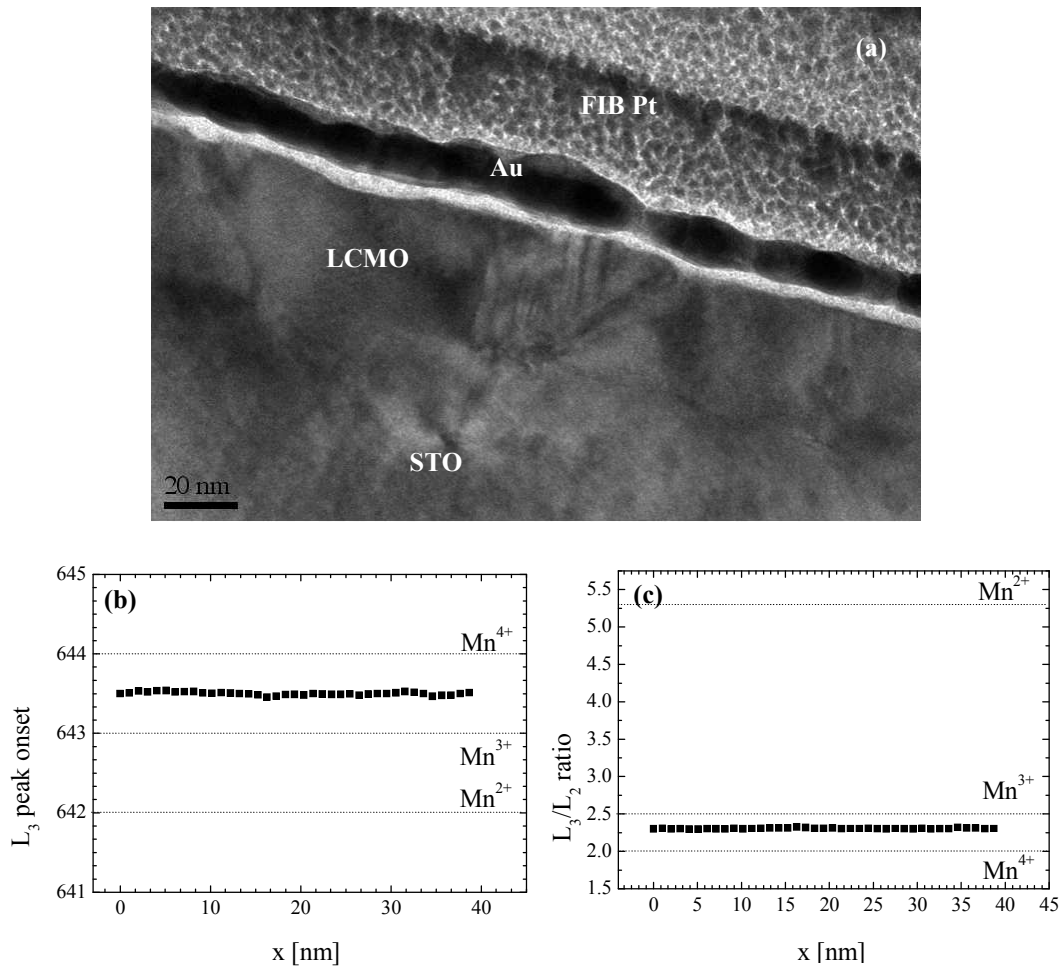 (a)
FIB Pt
Au
LCMO
STO
20 nm
(b)
645
644
643
642
641
Mn⁴⁺
Mn³⁺
Mn²⁺
L₃ peak onset
0 10 20 30 40
x [nm]
(c)
5.5
5.0
4.5
4.0
3.5
3.0
2.5
2.0
1.5
Mn²⁺
Mn³⁺
Mn⁴⁺
L₃/L₂ ratio
0 5 10 15 20 25 30 35 40 45
x [nm]